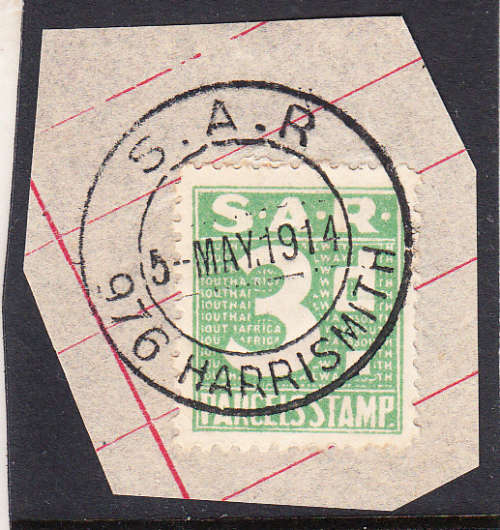 S.A.R
5-MAY.1914
976 HARRISMITH
S.A.R.
3
PARCELS STAMP.